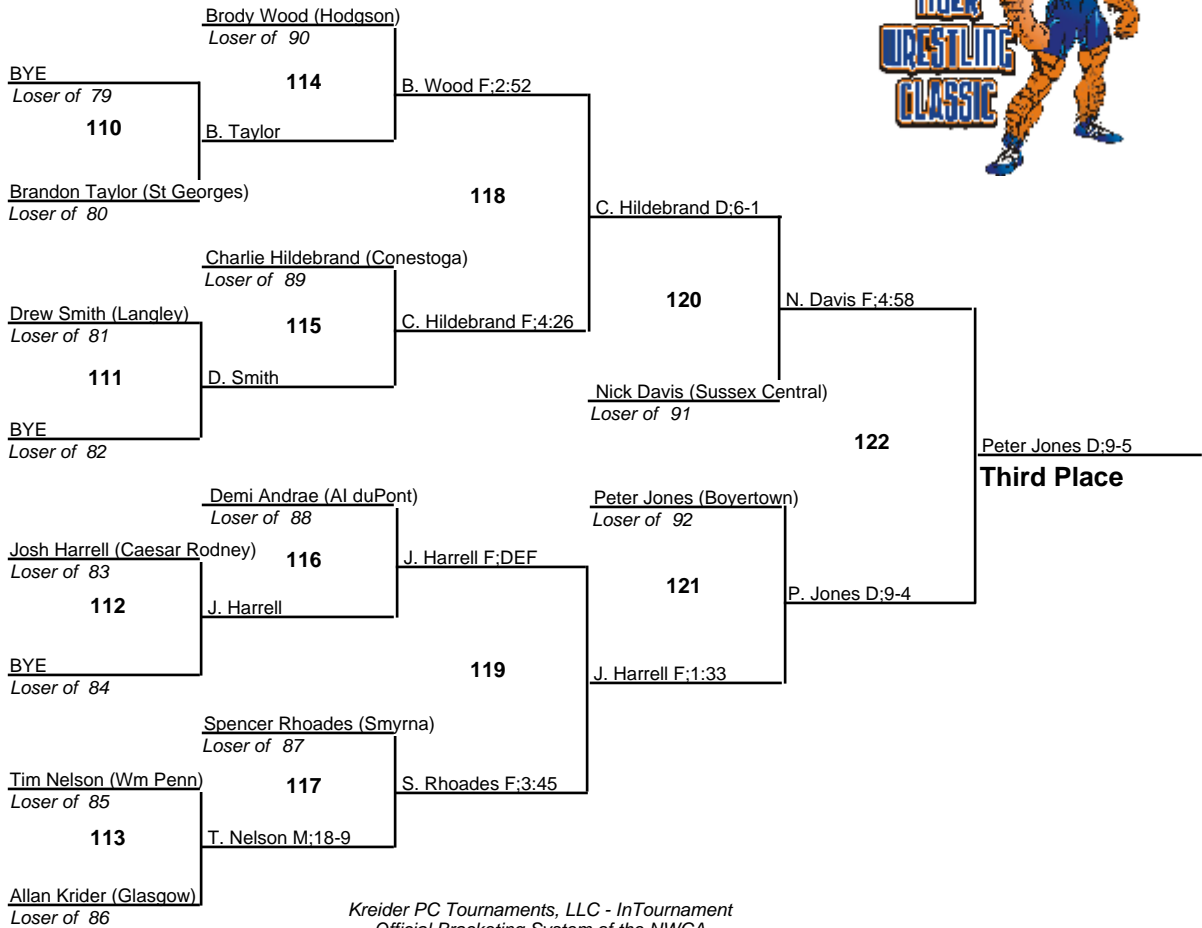 TIGER
WRESTLING
CLASSIC
Brody Wood (Hodgson)
Loser of 90
BYE
Loser of 79
114
B. Wood F;2:52
110
B. Taylor
Brandon Taylor (St Georges)
Loser of 80
118
C. Hildebrand D;6-1
Charlie Hildebrand (Conestoga)
Loser of 89
120
N. Davis F;4:58
Drew Smith (Langley)
Loser of 81
115
C. Hildebrand F;4:26
111
D. Smith
Nick Davis (Sussex Central)
Loser of 91
BYE
Loser of 82
122
Peter Jones D;9-5
Third Place
Demi Andrae (AI duPont)
Loser of 88
Peter Jones (Boyertown)
Loser of 92
Josh Harrell (Caesar Rodney)
Loser of 83
116
J. Harrell F;DEF
121
112
J. Harrell
P. Jones D;9-4
BYE
Loser of 84
119
J. Harrell F;1:33
Spencer Rhoades (Smyrna)
Loser of 87
Tim Nelson (Wm Penn)
Loser of 85
117
S. Rhoades F;3:45
113
T. Nelson M;18-9
Allan Krider (Glasgow)
Loser of 86
Kreider PC Tournaments, LLC - InTournament
Official Bracketing System of the NWCA